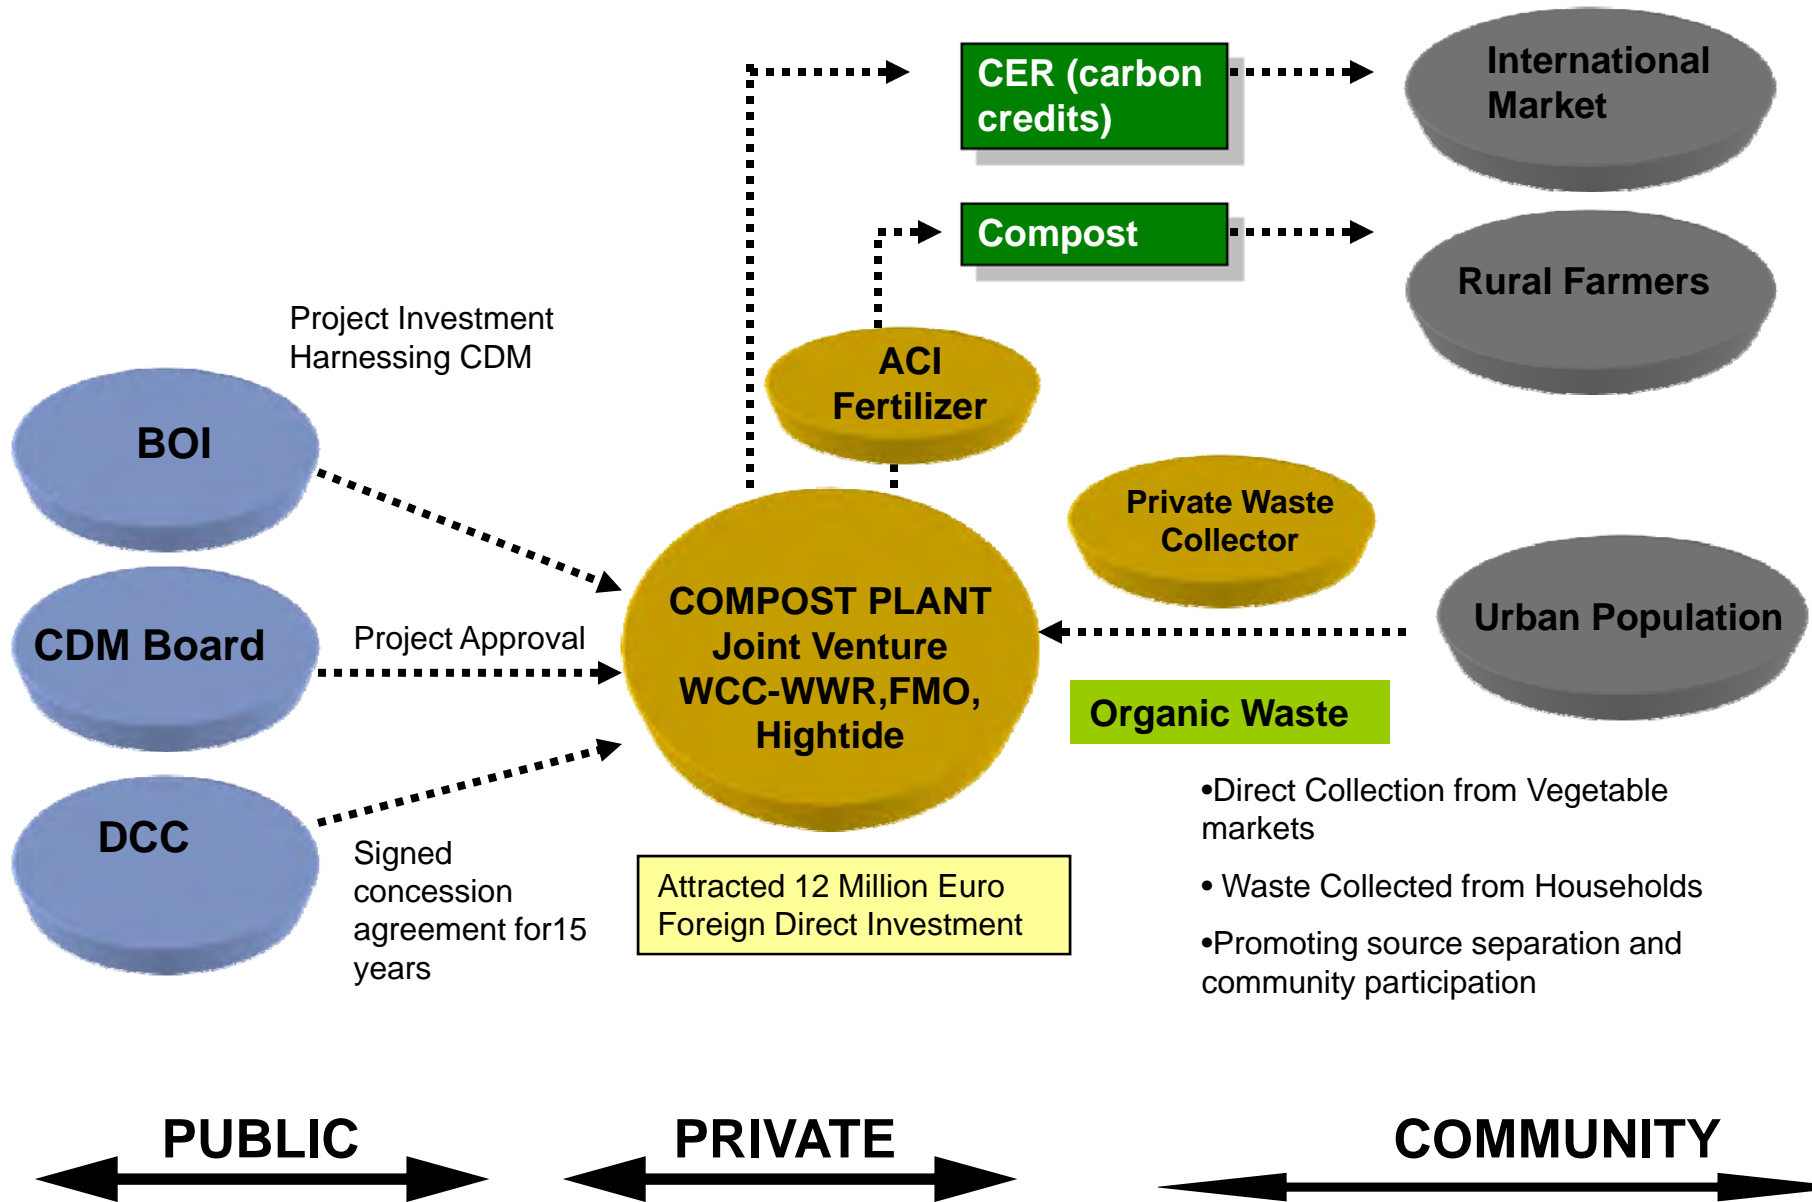 CER (carbon
credits)
International
Market
Compost
Rural Farmers
Project Investment
Harnessing CDM
ACI
Fertilizer
BOI
Private Waste
Collector
COMPOST PLANT
Joint Venture
WCC-WWR,FMO,
Hightide
Urban Population
CDM Board
Project Approval
Organic Waste
DCC
Signed
concession
agreement for15
years
Attracted 12 Million Euro
Foreign Direct Investment
•Direct Collection from Vegetable
markets
• Waste Collected from Households
•Promoting source separation and
community participation
PUBLIC
PRIVATE
COMMUNITY